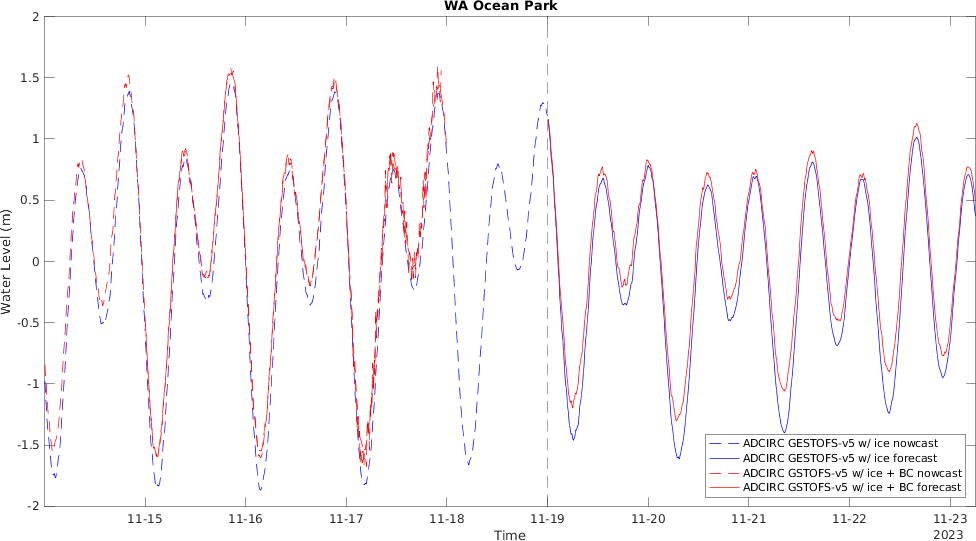 WA Ocean Park
Water Level (m)
2
1.5
1
0.5
0
-0.5
-1
-1.5
-2
11-15
11-16
11-17
11-18
11-19
11-20
11-21
11-22
11-23
2023
Time
ADCIRC GESTOFS-v5 w/ ice nowcast
ADCIRC GESTOFS-v5 w/ ice forecast
ADCIRC GSTOFS-v5 w/ ice + BC nowcast
ADCIRC GSTOFS-v5 w/ ice + BC forecast